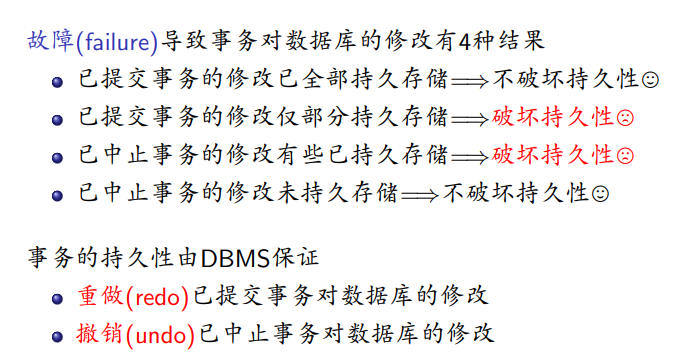 故障(failure)导致事务对数据库的修改有4种结果
已提交事务的修改已全部持久存储⟹不破坏持久性☺
已提交事务的修改仅部分持久存储⟹破坏持久性☹
已中止事务的修改有些已持久存储⟹破坏持久性☹
已中止事务的修改未持久存储⟹不破坏持久性☺
事务的持久性由DBMS保证
重做(redo)已提交事务对数据库的修改
撤销(undo)已中止事务对数据库的修改